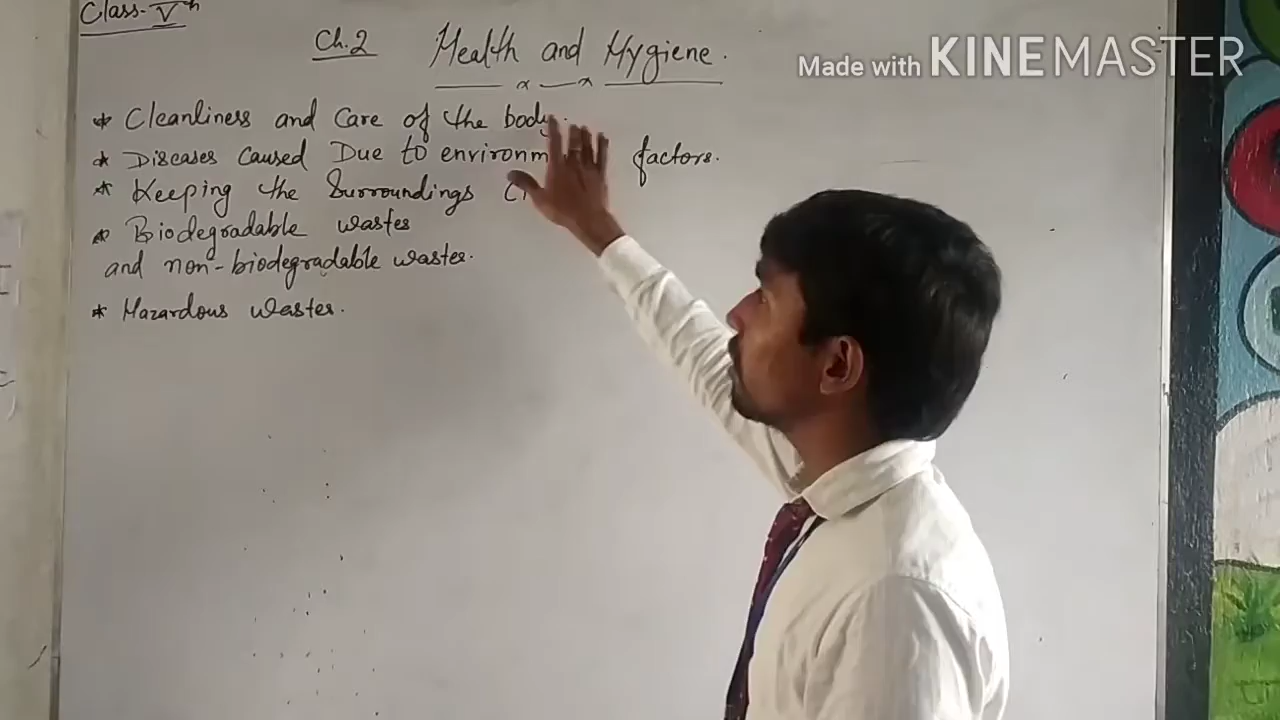 Class-Vth
Ch.2 Health and Hygiene.
Made with KINEMASTER
* Cleanliness and Care of the body.
* Diseases Caused Due to environm factors.
* Keeping the Surroundings
* Biodegradable wastes
and non-biodegradable wastes.
* Hazardous wastes.